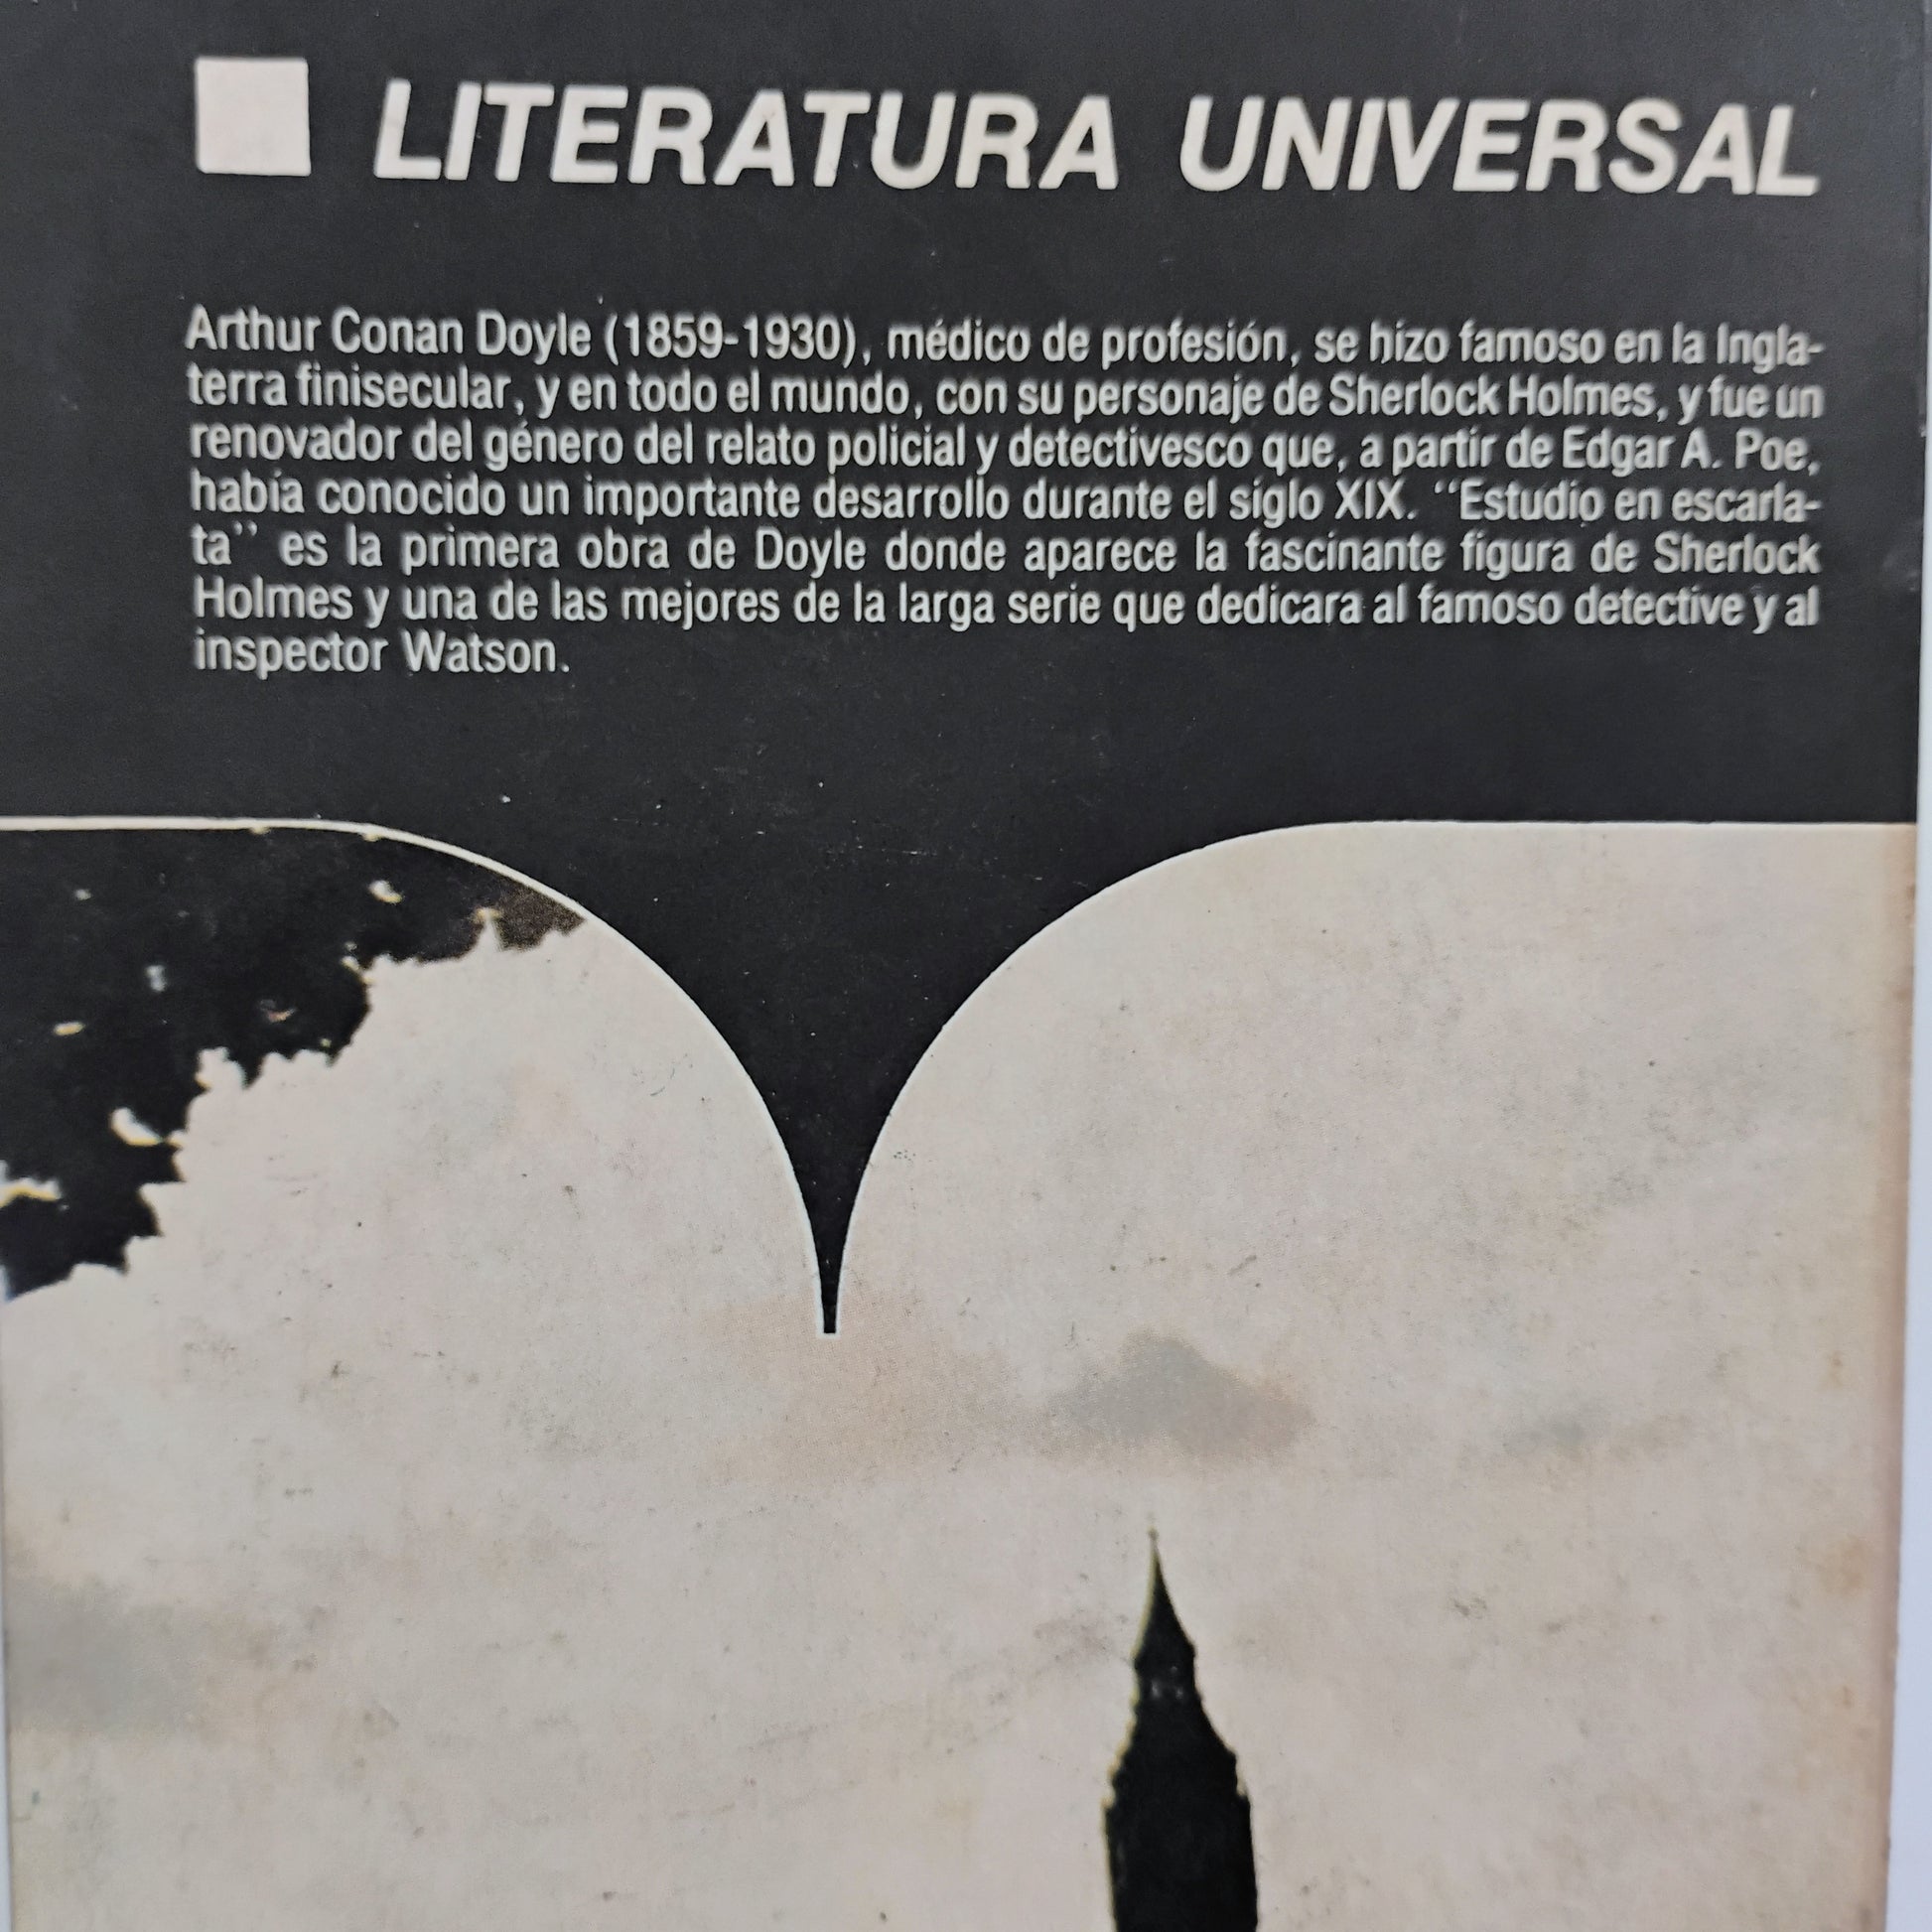 LITERATURA UNIVERSAL
Arthur Conan Doyle (1859-1930), médico de profesión, se hizo famoso en la Ingla-
terra finisecular, y en todo el mundo, con su personaje de Sherlock Holmes, y fue un
renovador del género del relato policial y detectivesco que, a partir de Edgar A. Poe,
había conocido un importante desarrollo durante el siglo XIX. “Estudio en escarla-
ta” es la primera obra de Doyle donde aparece la fascinante figura de Sherlock
Holmes y una de las mejores de la larga serie que dedicara al famoso detective y al
inspector Watson.